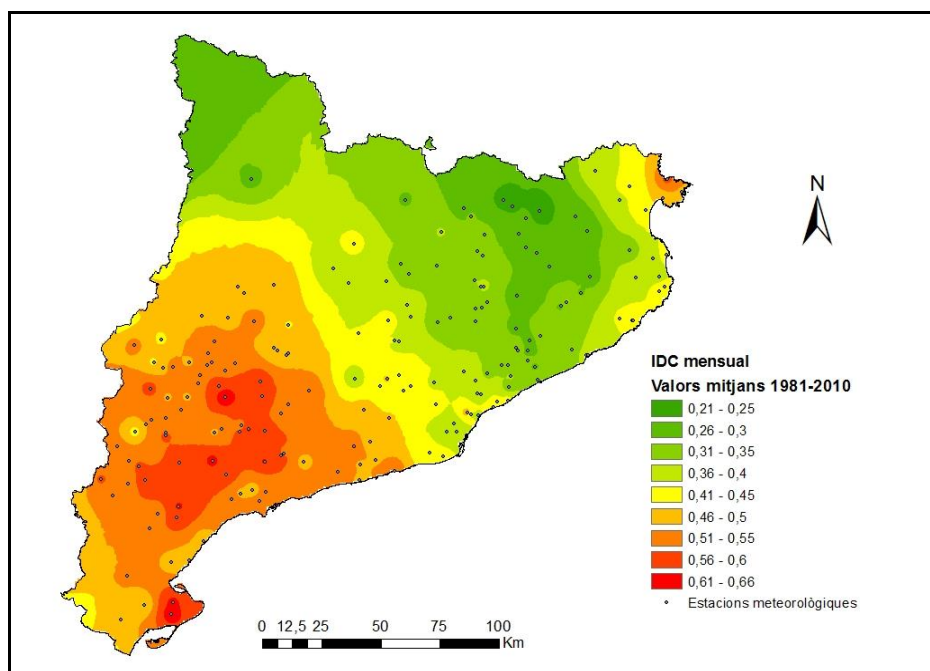 N
IDC mensual
Valors mitjans 1981-2010
0,21 - 0,25
0,26 - 0,3
0,31 - 0,35
0,36 - 0,4
0,41 - 0,45
0,46 - 0,5
0,51 - 0,55
0,56 - 0,6
0,61 - 0,66
Estacions meteorològiques
0 12,5 25 50 75 100
Km